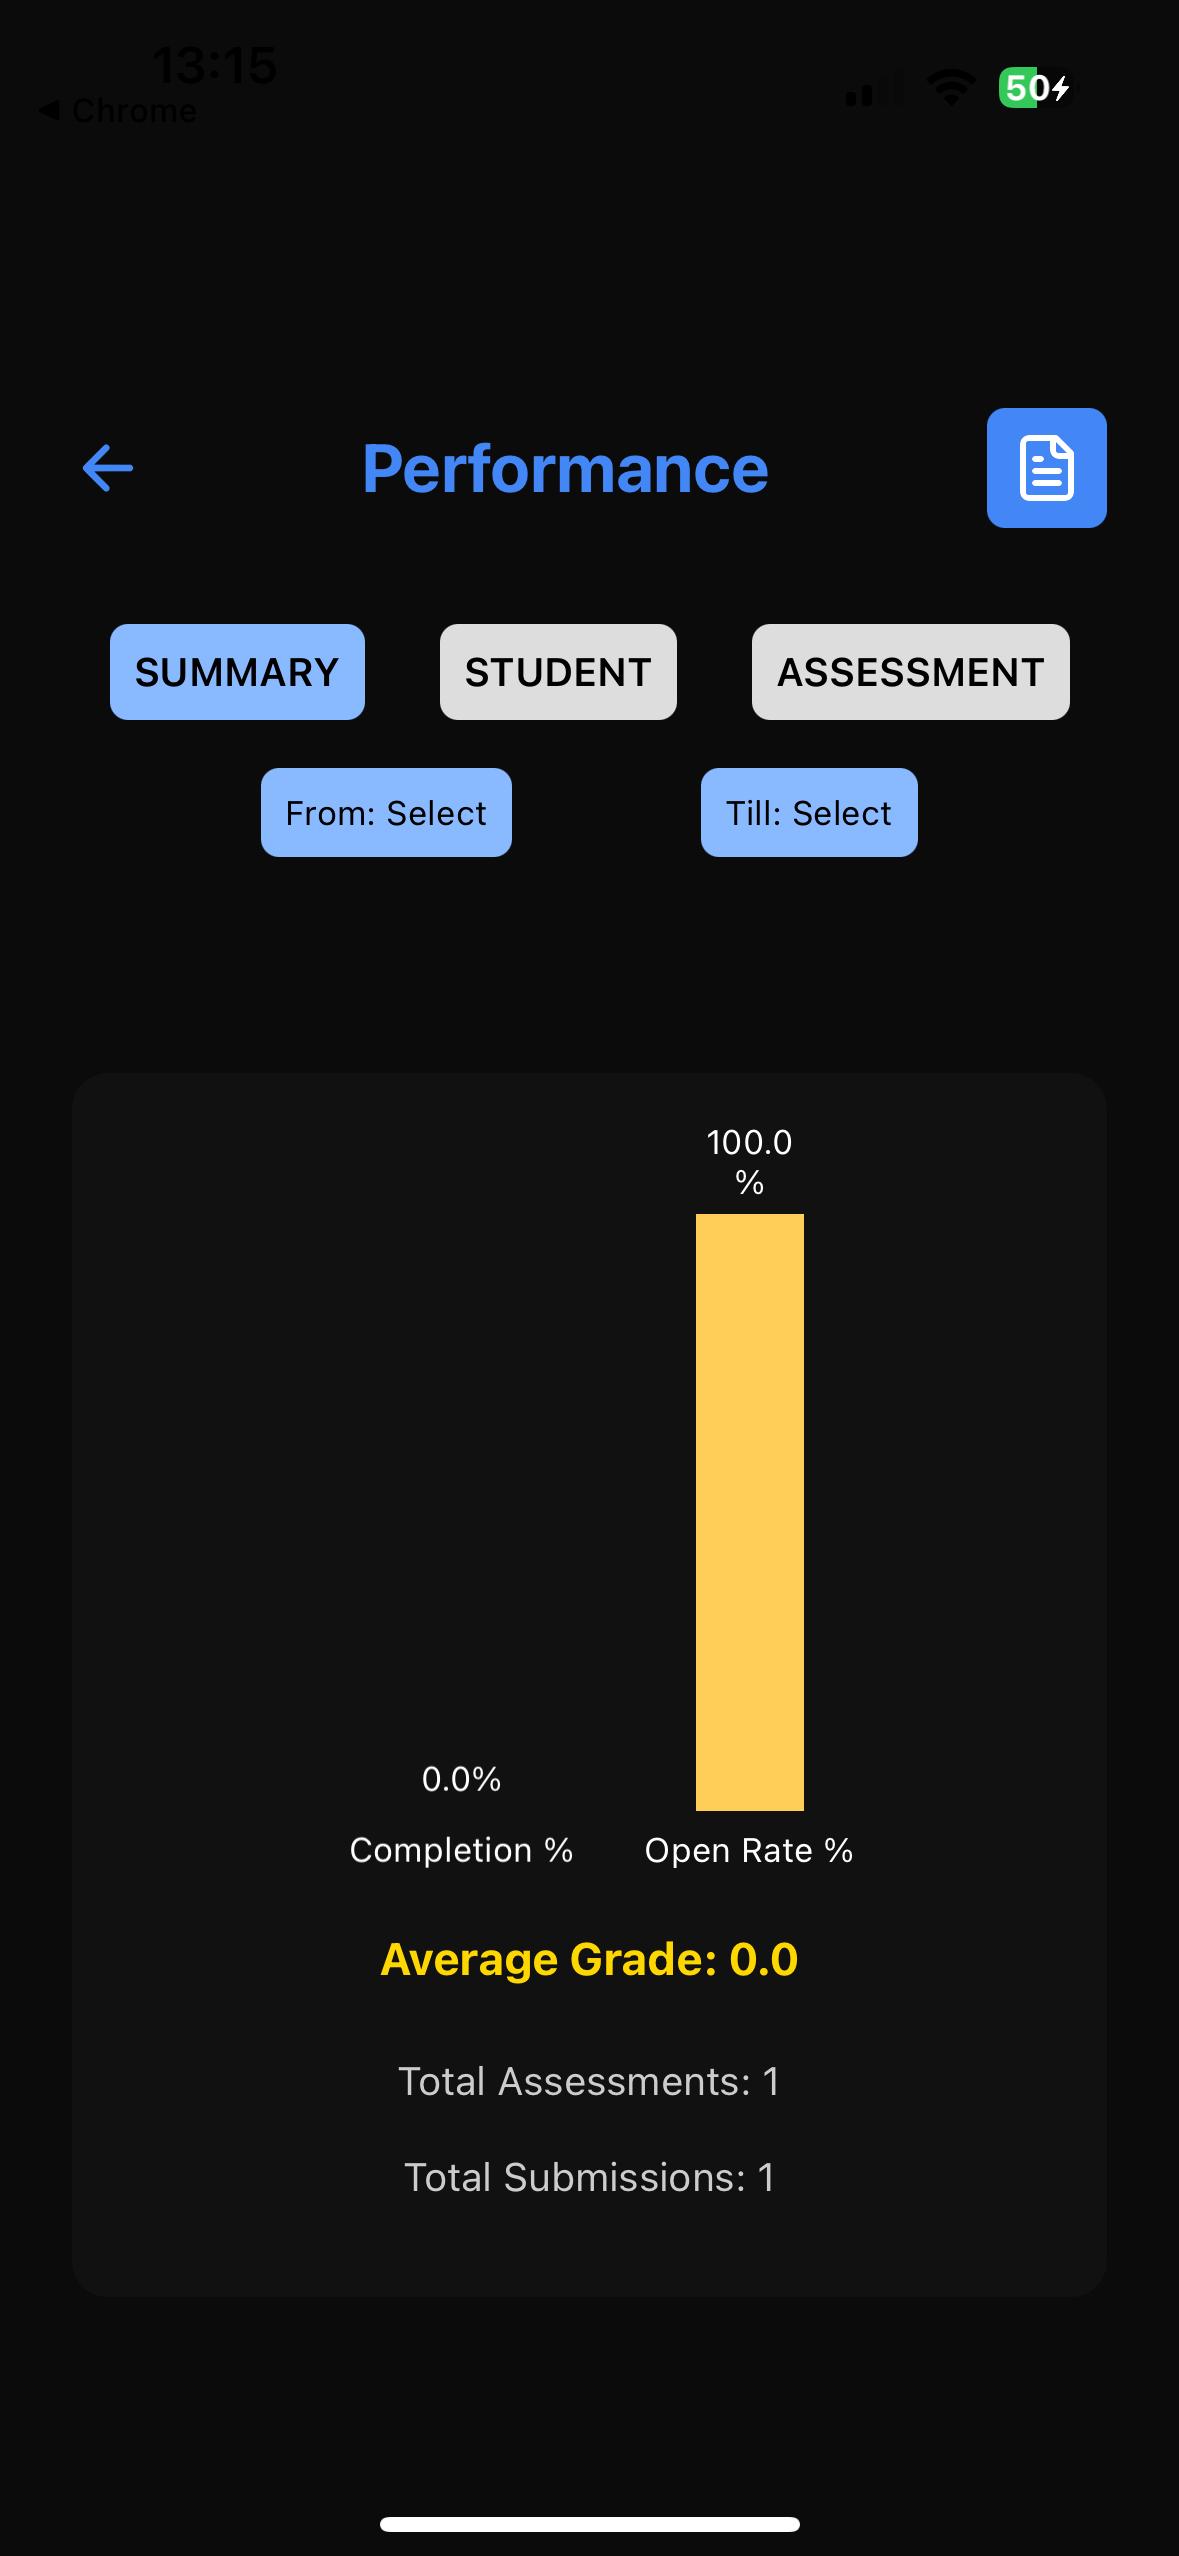 13:15
◀ Chrome
50
Performance
SUMMARY STUDENT ASSESSMENT
From: Select Till: Select
100.0
%
0.0%
Completion % Open Rate %
Average Grade: 0.0
Total Assessments: 1
Total Submissions: 1